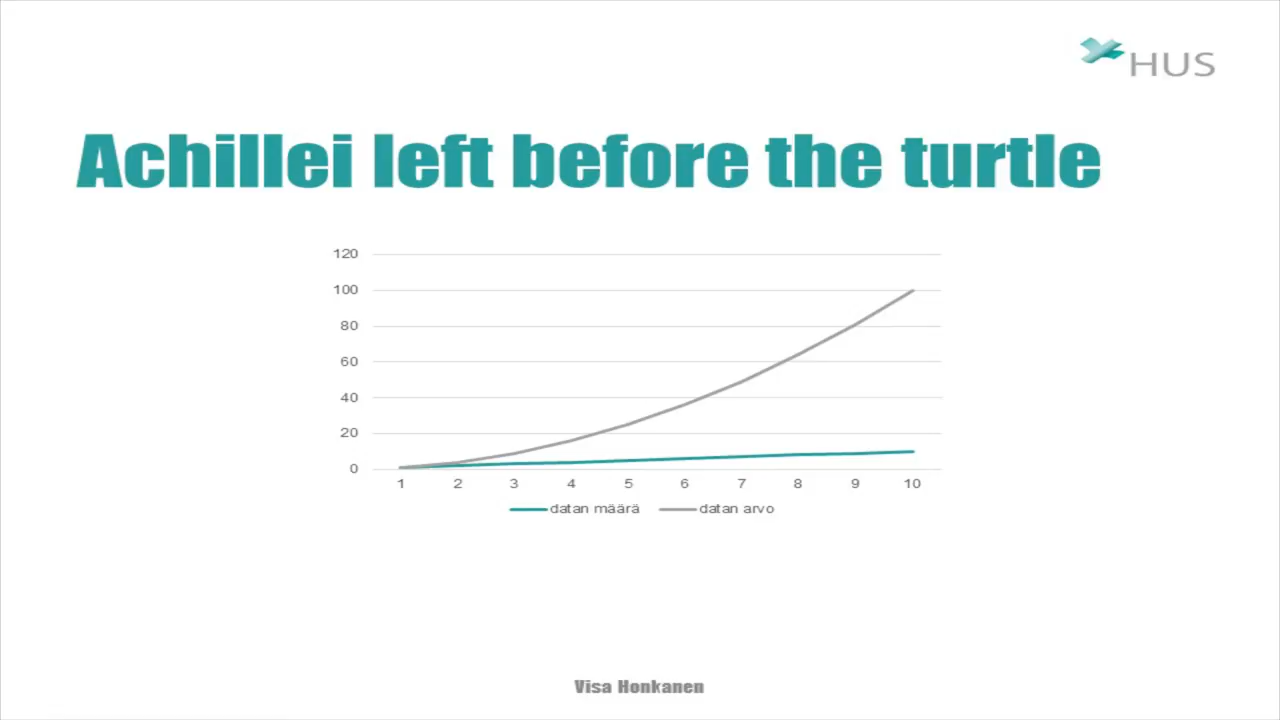 HUS
Achillei left before the turtle
120
100
80
60
40
20
0
1 2 3 4 5 6 7 8 9 10
datan määrä datan arvo
Visa Honkanen